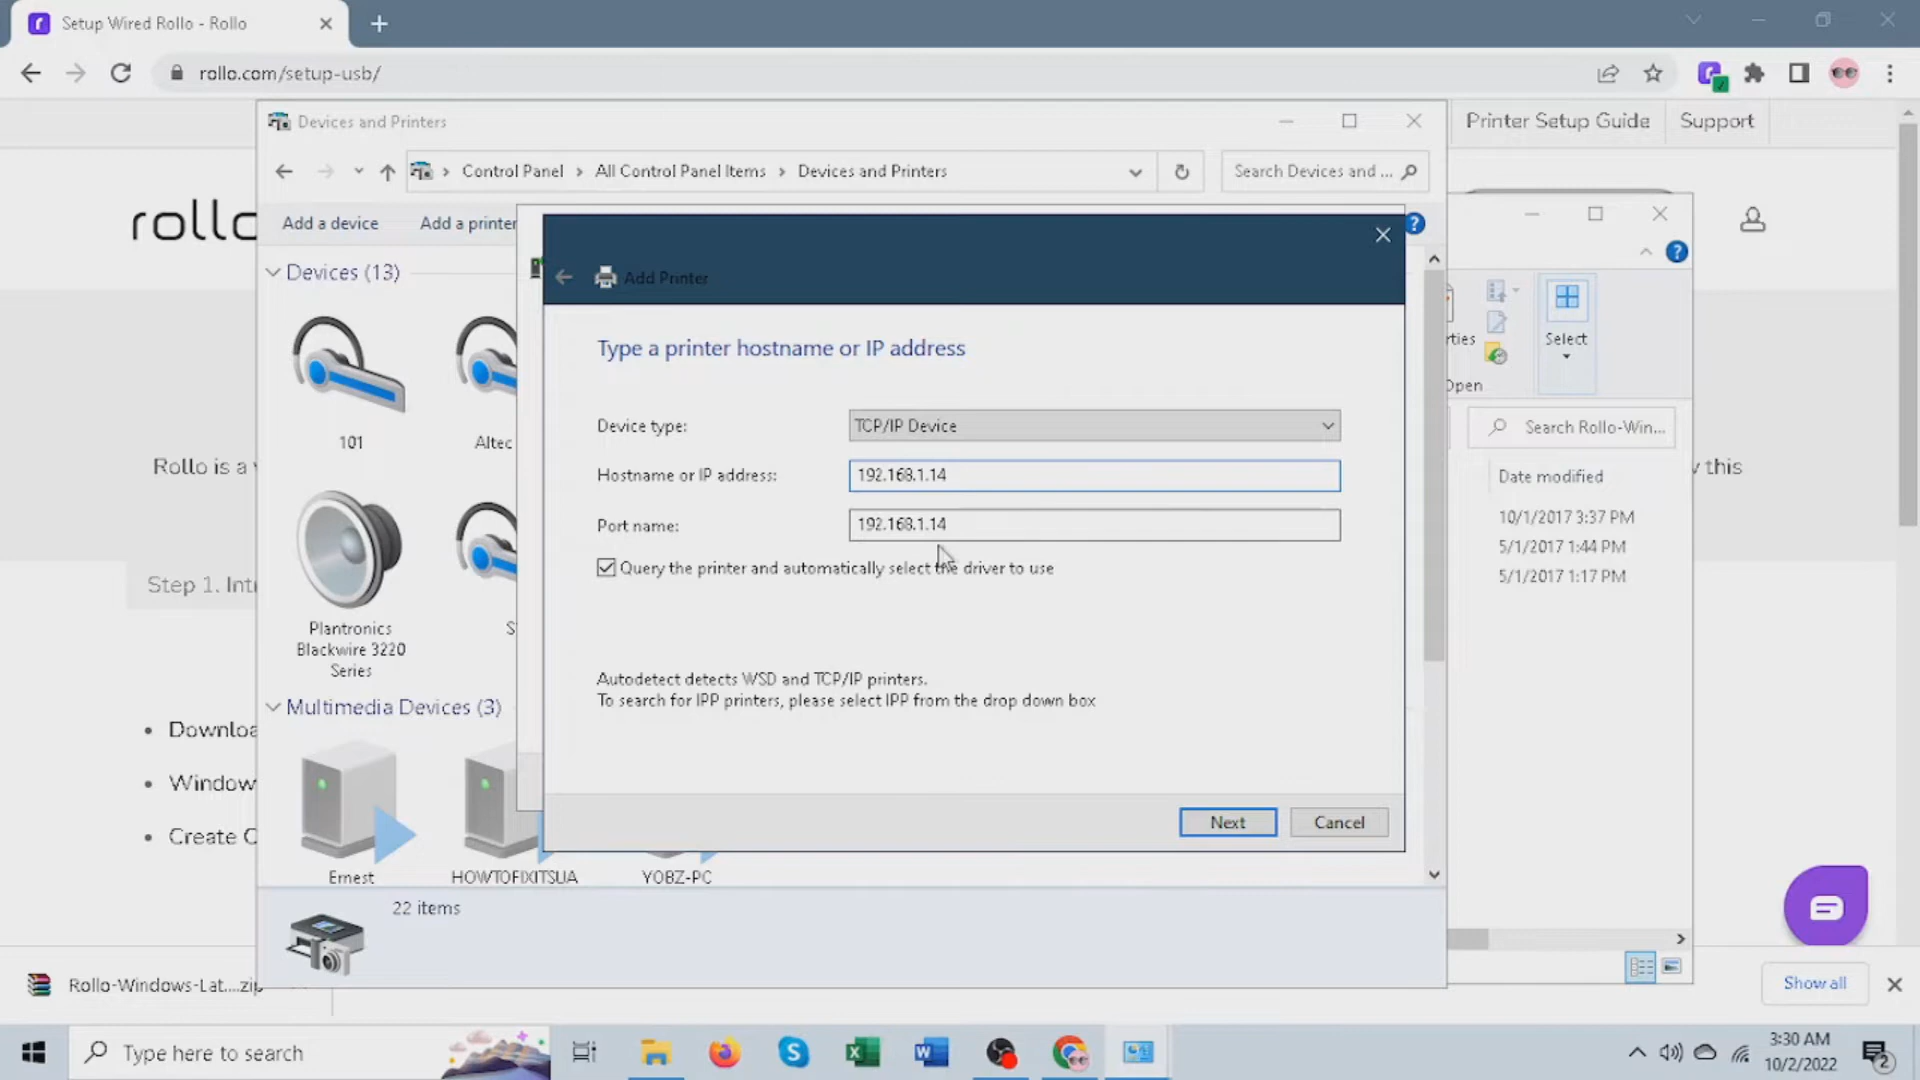 Setup Wired Rollo - Rollo
rollo.com/setup-usb/
Printer Setup Guide
Support
rollo
Devices and Printers
Control Panel > All Control Panel Items > Devices and Printers
Search Devices and ...
Add a device
Add a printer
Devices (13)
101
Altec
Plantronics
Blackwire 3220
Series
Multimedia Devices (3)
Ernest
HOWTOFIXITSUA
YOBZ-PC
22 items
Add Printer
Type a printer hostname or IP address
Device type:
TCP/IP Device
Hostname or IP address:
192.168.1.14
Port name:
192.168.1.14
Query the printer and automatically select the driver to use
Autodetect detects WSD and TCP/IP printers.
To search for IPP printers, please select IPP from the drop down box
Next
Cancel
rties
Open
Select
Search Rollo-Win...
Date modified
10/1/2017 3:37 PM
5/1/2017 1:44 PM
5/1/2017 1:17 PM
Rollo is a
this
Step 1. Int
Downloa
Window
Create C
Rollo-Windows-Lat....zip
Show all
Type here to search
3:30 AM
10/2/2022
2